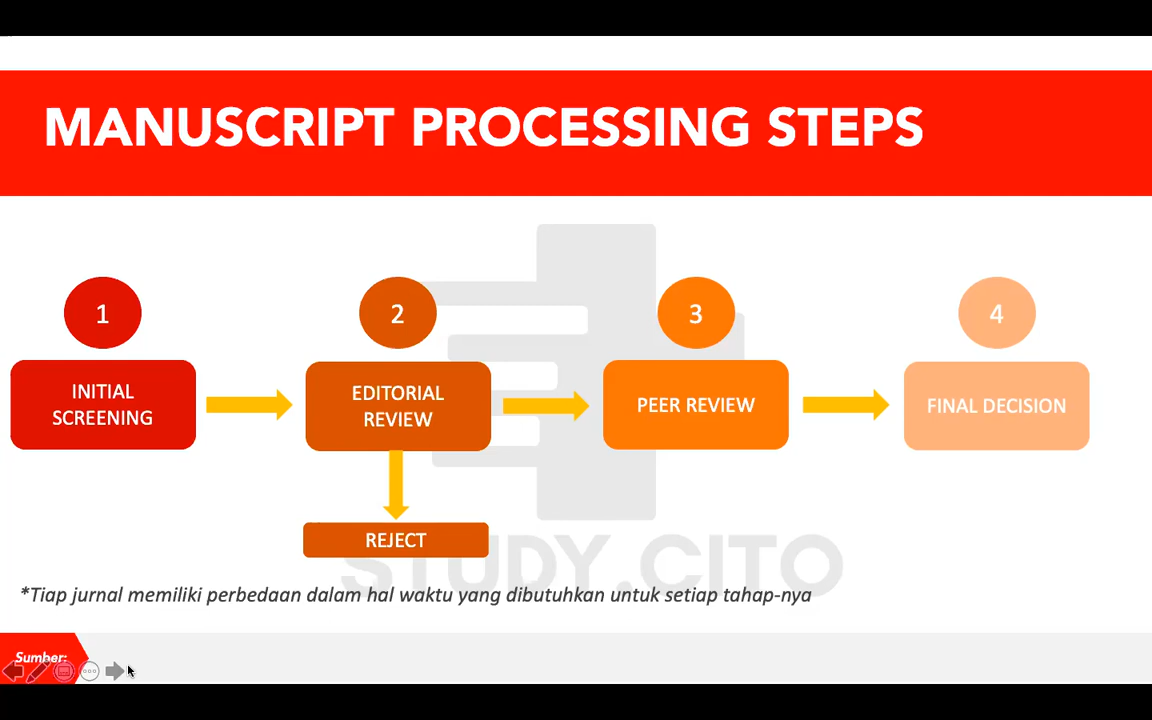 MANUSCRIPT PROCESSING STEPS
1
2
3
4
INITIAL
SCREENING
EDITORIAL
REVIEW
PEER REVIEW
FINAL DECISION
REJECT
STUDY.CITO
*Tiap jurnal memiliki perbedaan dalam hal waktu yang dibutuhkan untuk setiap tahap-nya
Sumber: